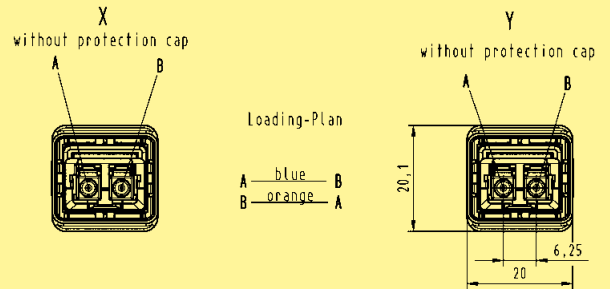 X
without protection cap
A B
Y
without protection cap
A B
Loading-Plan
A blue B
B orange A
20,1
6,25
20